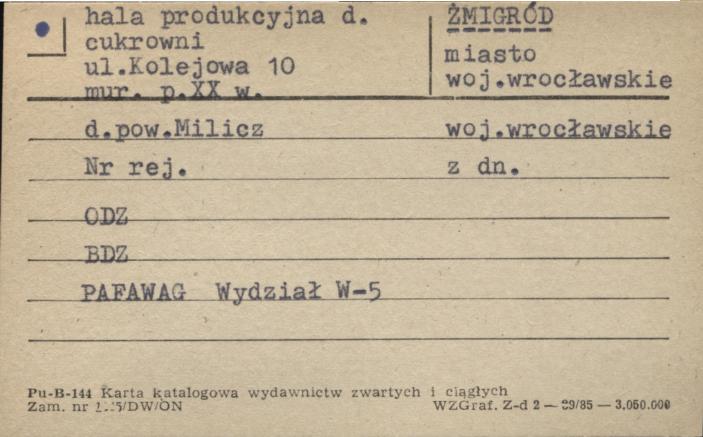 hala produkcyjna d.
cukrowni
ul.Kolejowa 10
mur. p.XX w.
ŻMIGRÓD
miasto
woj.wrocławskie
d.pow.Milicz woj.wrocławskie
Nr rej. z dn.
ODZ
BDZ
PAFAWAG Wydział W-5
Pu-B-144 Karta katalogowa wydawnictw zwartych i ciągłych
Zam. nr WZGraf. Z-d 2 — 29/85 — 3.050.000